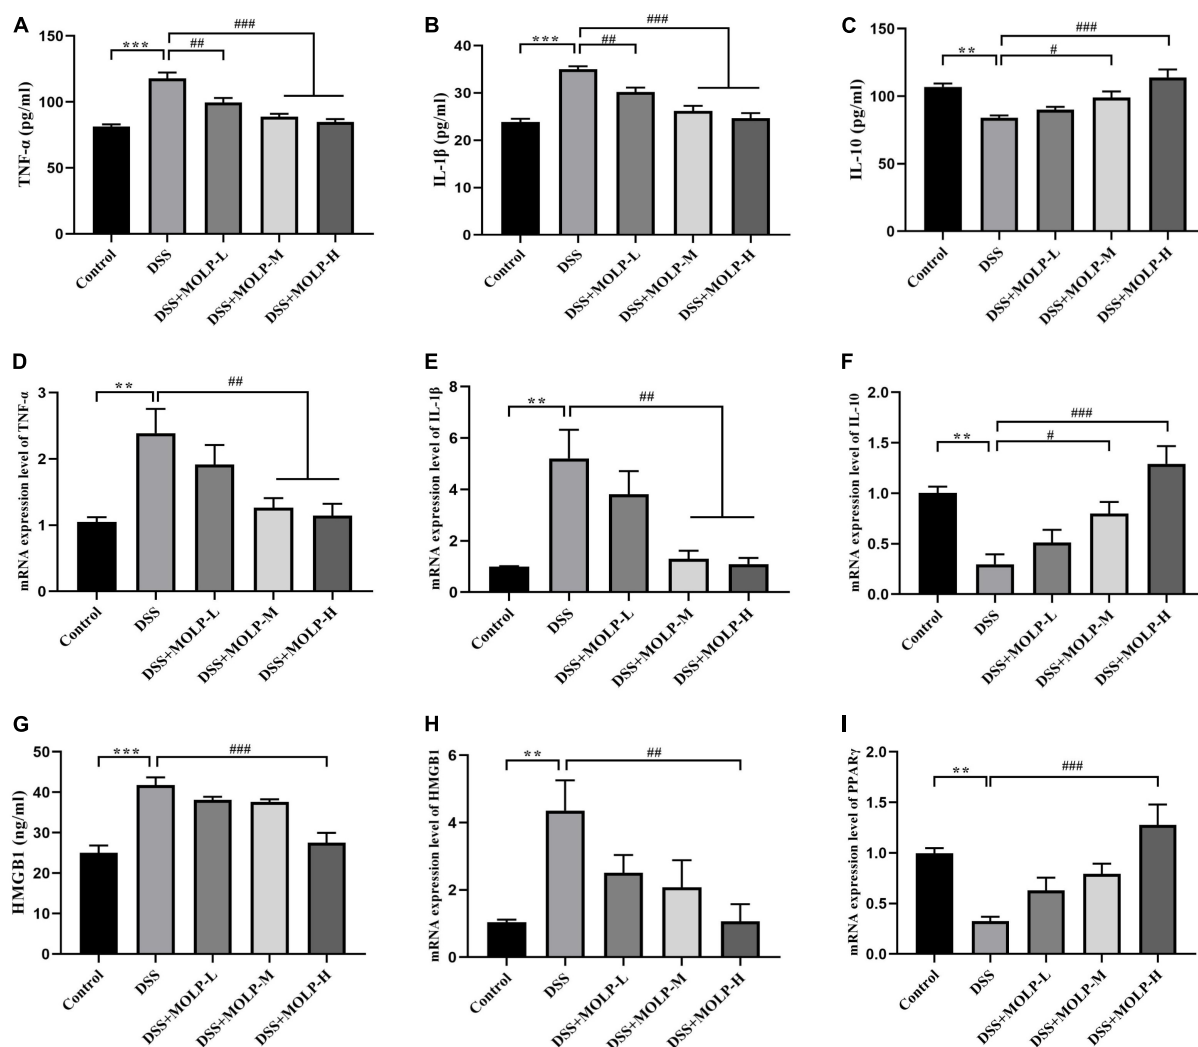 A
TNF-α (pg/ml)
150
100
50
0
***
##
###
Control
DSS
DSS+MOLP-L
DSS+MOLP-M
DSS+MOLP-H
B
IL-1β (pg/ml)
40
30
20
10
0
***
##
###
Control
DSS
DSS+MOLP-L
DSS+MOLP-M
DSS+MOLP-H
C
IL-10 (pg/ml)
150
100
50
0
**
#
###
Control
DSS
DSS+MOLP-L
DSS+MOLP-M
DSS+MOLP-H
D
mRNA expression level of TNF-α
3
2
1
0
**
##
Control
DSS
DSS+MOLP-L
DSS+MOLP-M
DSS+MOLP-H
E
mRNA expression level of IL-1β
8
6
4
2
0
**
##
Control
DSS
DSS+MOLP-L
DSS+MOLP-M
DSS+MOLP-H
F
mRNA expression level of IL-10
2.0
1.5
1.0
0.5
0.0
**
#
###
Control
DSS
DSS+MOLP-L
DSS+MOLP-M
DSS+MOLP-H
G
HMGB1 (ng/ml)
50
40
30
20
10
0
***
###
Control
DSS
DSS+MOLP-L
DSS+MOLP-M
DSS+MOLP-H
H
mRNA expression level of HMGB1
6
4
2
0
**
##
Control
DSS
DSS+MOLP-L
DSS+MOLP-M
DSS+MOLP-H
I
mRNA expression level of PPARγ
2.0
1.5
1.0
0.5
0.0
**
###
Control
DSS
DSS+MOLP-L
DSS+MOLP-M
DSS+MOLP-H